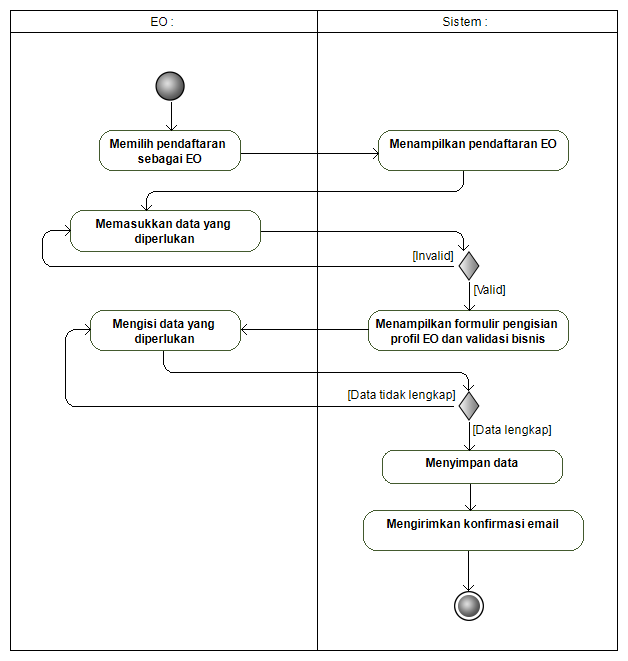 EO :
Sistem :
Memilih pendaftaran
sebagai EO
Menampilkan pendaftaran EO
Memasukkan data yang
diperlukan
[Invalid]
[Valid]
Mengisi data yang
diperlukan
Menampilkan formulir pengisian
profil EO dan validasi bisnis
[Data tidak lengkap]
[Data lengkap]
Menyimpan data
Mengirimkan konfirmasi email